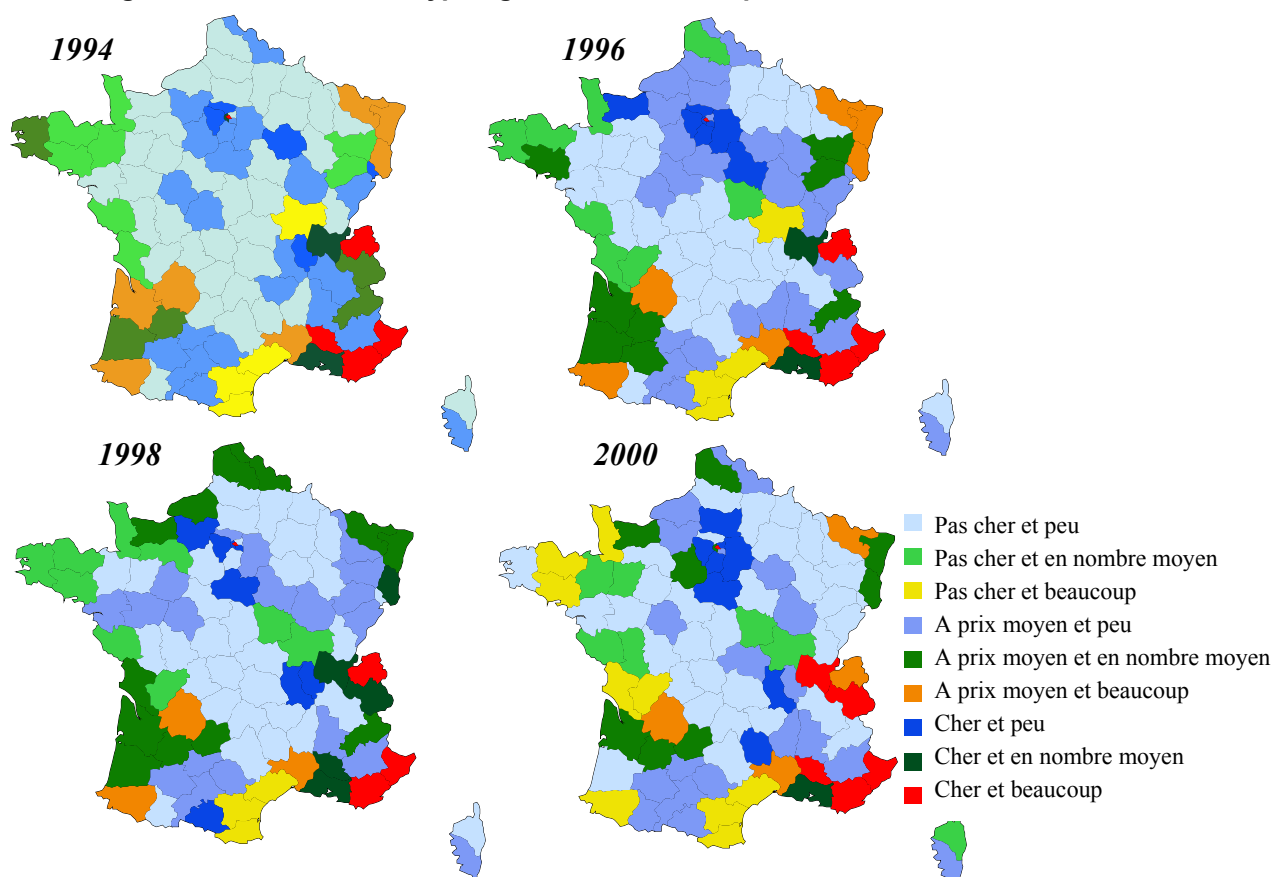 1994
1996
1998
2000
Pas cher et peu
Pas cher et en nombre moyen
Pas cher et beaucoup
A prix moyen et peu
A prix moyen et en nombre moyen
A prix moyen et beaucoup
Cher et peu
Cher et en nombre moyen
Cher et beaucoup